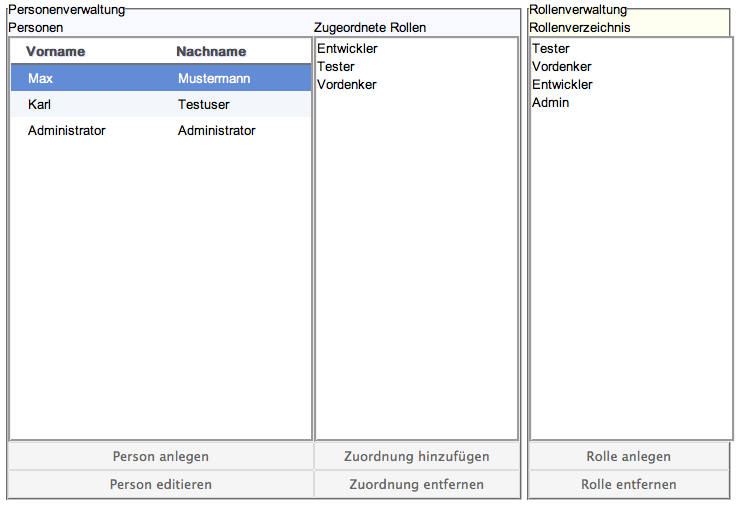 Personenverwaltung
Personen
Vorname Nachname
Max Mustermann
Karl Testuser
Administrator Administrator
Person anlegen
Person editieren
Zugeordnete Rollen
Entwickler
Tester
Vordenker
Zuordnung hinzufügen
Zuordnung entfernen
Rollenverwaltung
Rollenverzeichnis
Tester
Vordenker
Entwickler
Admin
Rolle anlegen
Rolle entfernen